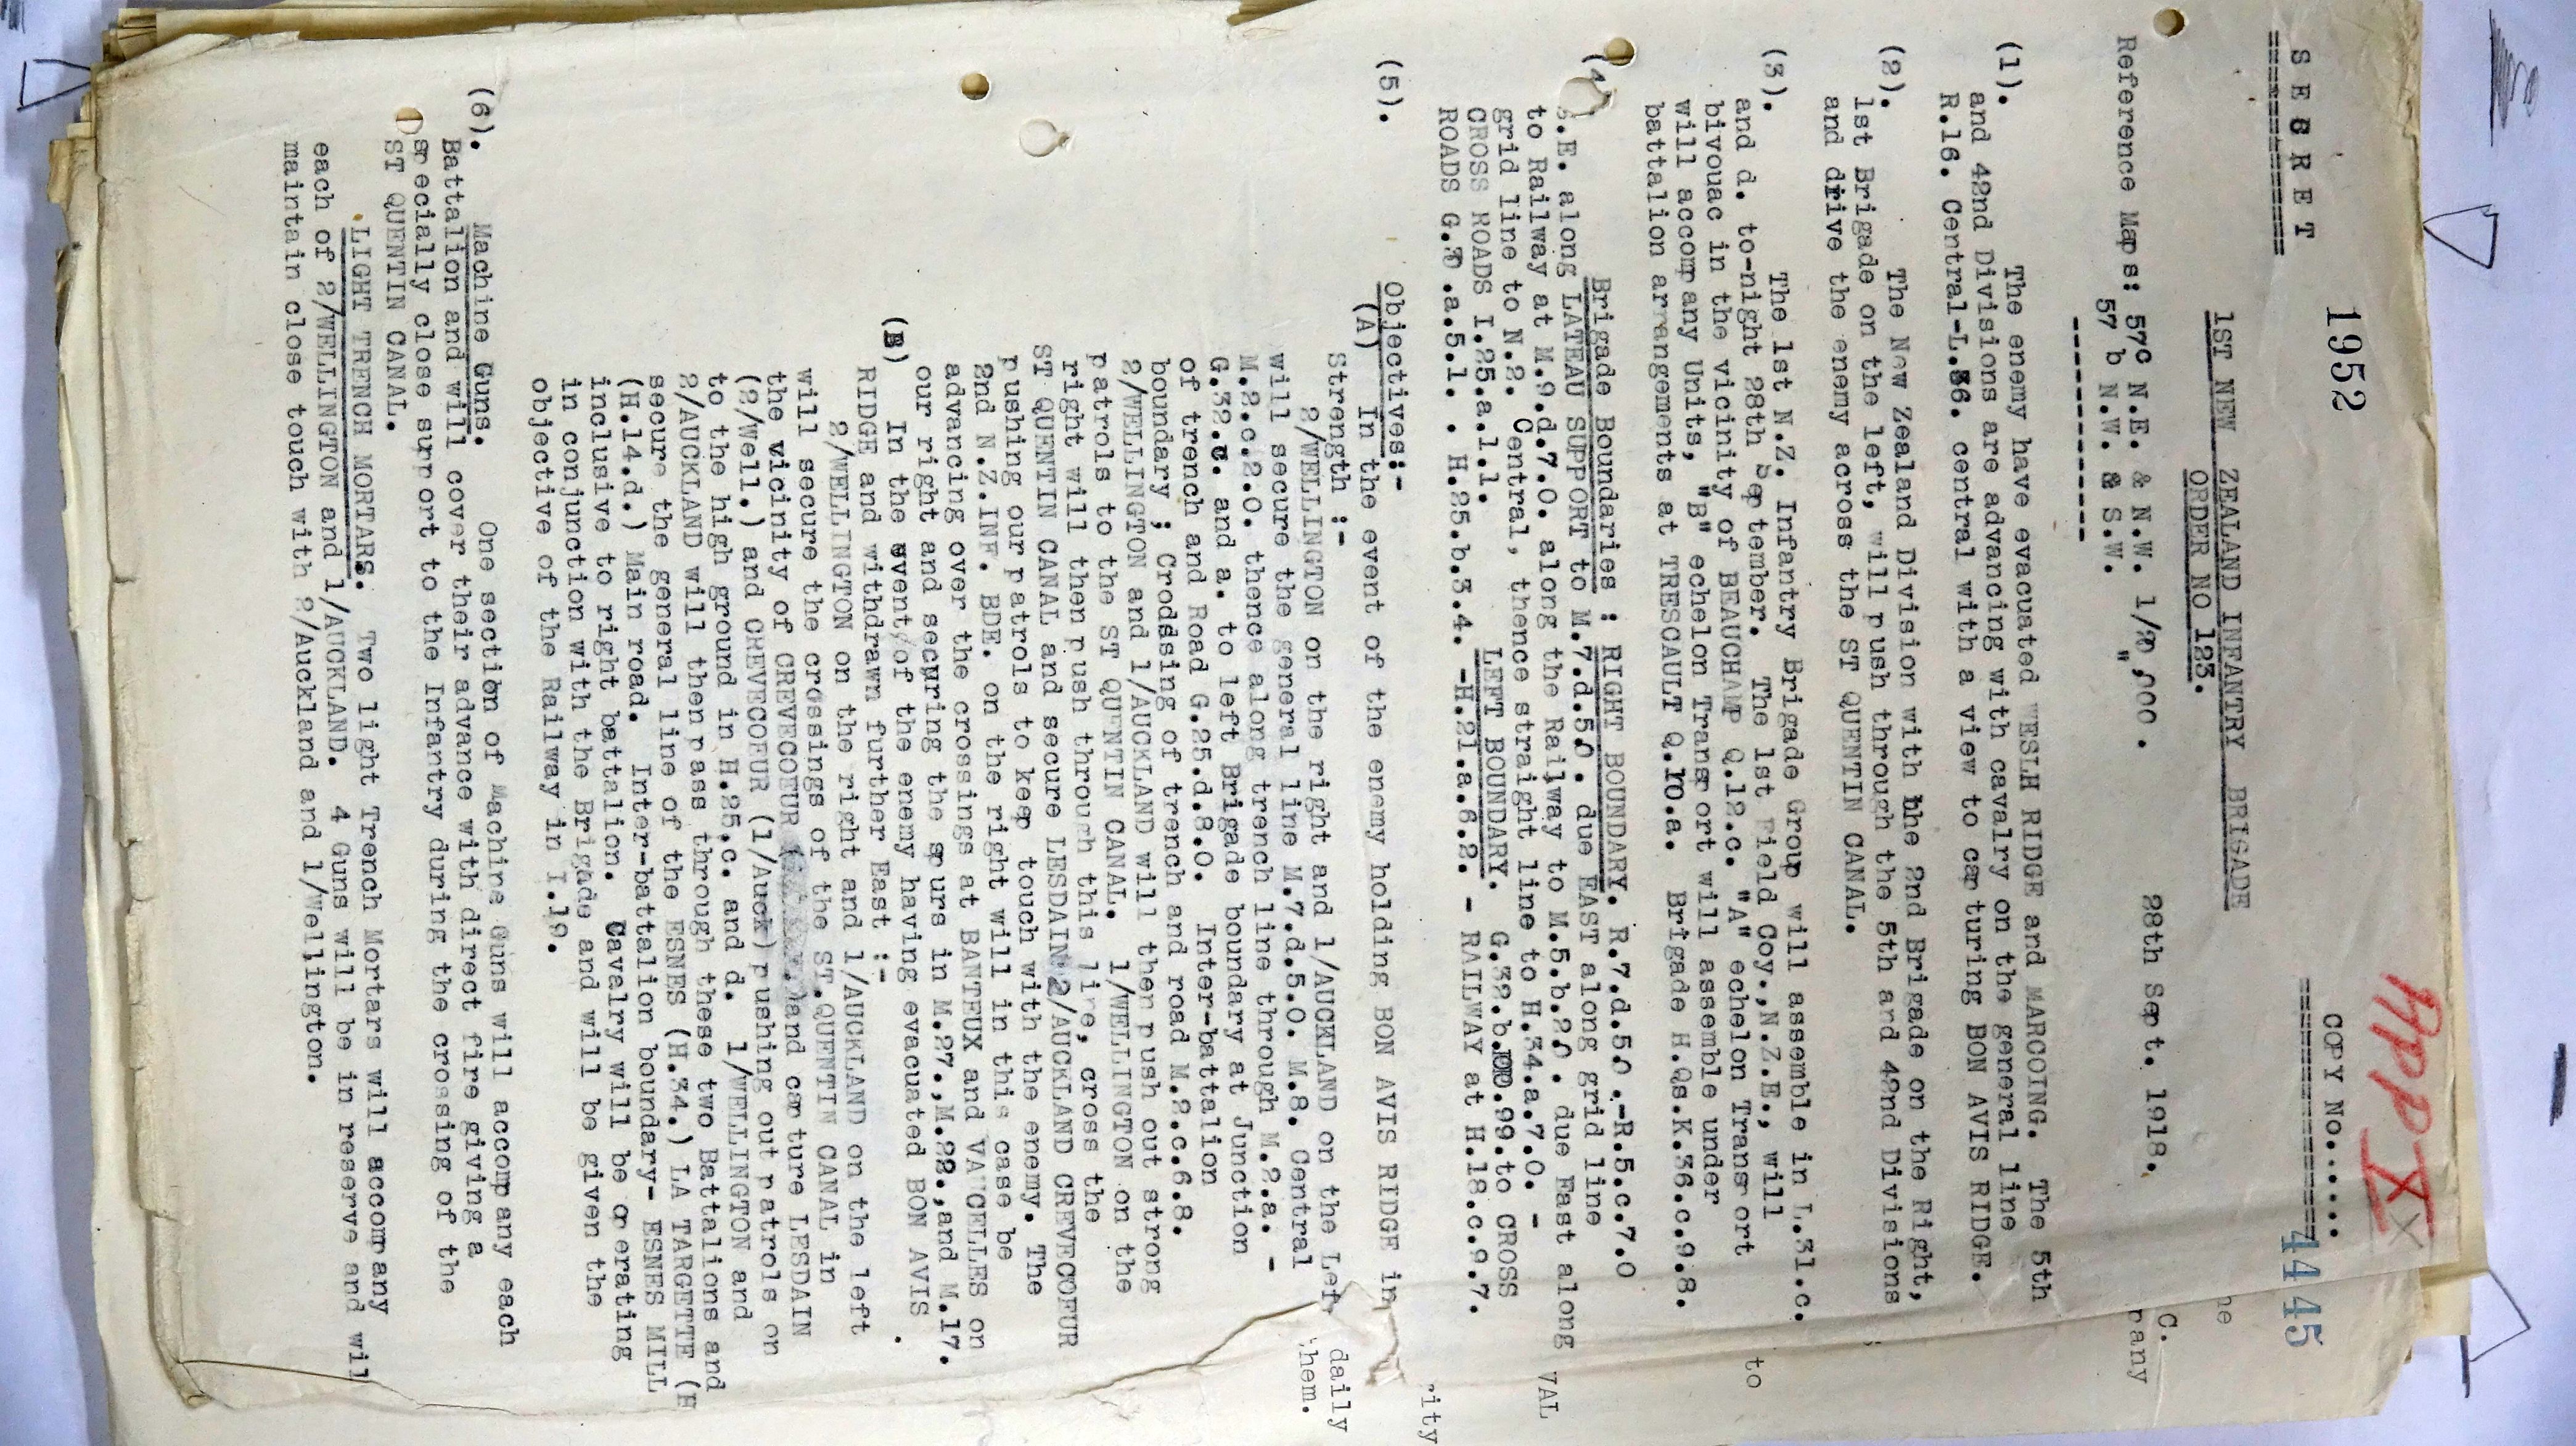 1952
App IX
SECRET
COPY NO.......
4445
1ST NEW ZEALAND INFANTRY BRIGADE
ORDER NO 123.
28th Sept. 1918.
Reference Maps: 57c N.E. & N.W. 1/20,000.
57 b N.W. & S.W. "
(1). The enemy have evacuated WESLH RIDGE and MARCOING. The 5th
and 42nd Divisions are advancing with cavalry on the general line
R.16. Central-L.36. central with a view to capturing BON AVIS RIDGE.
(2). The New Zealand Division with hhe 2nd Brigade on the Right,
1st Brigade on the left, will push through the 5th and 42nd Divisions
and drive the enemy across the ST QUENTIN CANAL.
(3). The 1st N.Z. Infantry Brigade Group will assemble in L.31.c.
and d. to-night 28th September. The 1st Field Coy.,N.Z.E., will
bivouac in the vicinity of BEAUCHAMP Q.12.c. "A" echelon Transport
will accompany Units, "B" echelon Transport will assemble under
battalion arrangements at TRESCAULT Q.10.a. Brigade H.Qs.K.36.c.9.8.
(4) Brigade Boundaries : RIGHT BOUNDARY. R.7.d.5.0.-R.5.c.7.0
S.E. along LATEAU SUPPORT to M.7.d.5.0. due EAST along grid line
to Railway at M.9.d.7.0. along the Railway to M.5.b.2.0. due East along
grid line to N.2. Central, thence straight line to H.34.a.7.0. -
CROSS ROADS I.25.a.1.1. LEFT BOUNDARY. G.32.b.99.to CROSS
ROADS G.30.a.5.1. . H.25.b.3.4. -H.21.a.6.2. - RAILWAY at H.18.c.9.7.
(5). Objectives:-
(A) In the event of the enemy holding BON AVIS RIDGE in
Strength :-
2/WELLINGTON on the right and 1/AUCKLAND on the Left
will secure the general line M.7.d.5.0. M.8. Central
M.2.c.2.0. thence along trench line through M.2.a. -
G.32.c. and a. to left Brigade boundary at Junction
of trench and Road G.25.d.8.0. Inter-battalion
boundary ; Croddsing of trench and road M.2.c.6.8.
2/WELLINGTON and 1/AUCKLAND will then push out strong
patrols to the ST QUENTIN CANAL. 1/WELLINGTON on the
right will then push through this line, cross the
ST QUENTIN CANAL and secure LESDAIN 2/AUCKLAND CREVECOEUR
pushing our patrols to keep touch with the enemy. The
2nd N.Z.INF. BDE. on the right will in this case be
advancing over the crossings at BANTEUX and VAUCELLES on
our right and securing the spurs in M.27.,M.22.,and M.17.
(B) In the event of the enemy having evacuated BON AVIS
RIDGE and withdrawn further East :-
2/WELLINGTON on the right and 1/AUCKLAND on the left
will secure the crossings of the ST.QUENTIN CANAL in
the vicinity of CREVECOEUR and capture LESDAIN
(2/Well.) and CREVECOEUR (1/Auck) pushing out patrols on
to the high ground in H.25.c. and d. 1/WELLINGTON and
2/AUCKLAND will then pass through these two Battalions and
secure the general line of the ESNES (H.34.) LA TARGETTE (H
(H.14.d.) Main road. Inter-battalion boundary- ESNES MILL
inclusive to right battalion. Cavalry will be operating
in conjunction with the Brigade and will be given the
objective of the Railway in I.19.
(6). Machine Guns. One section of Machine Guns will accompany each
Battalion and will cover their advance with direct fire giving a
specially close support to the Infantry during the crossing of the
ST QUENTIN CANAL.
LIGHT TRENCH MORTARS. Two light Trench Mortars will accompany
each of 2/WELLINGTON and 1/AUCKLAND. 4 Guns will be in reserve and will
maintain close touch with 2/Auckland and 1/Wellington.
he
C.
pany
to
VAL
rity
daily
them.